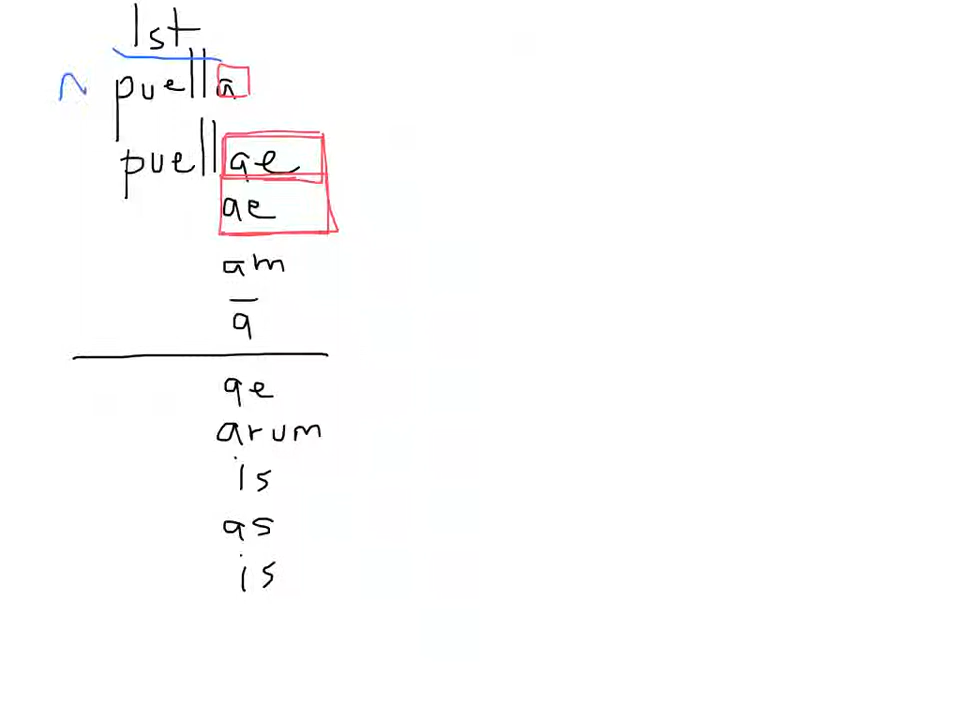 1st
n puella
puellae
ae
am
ā
ae
arum
is
as
is